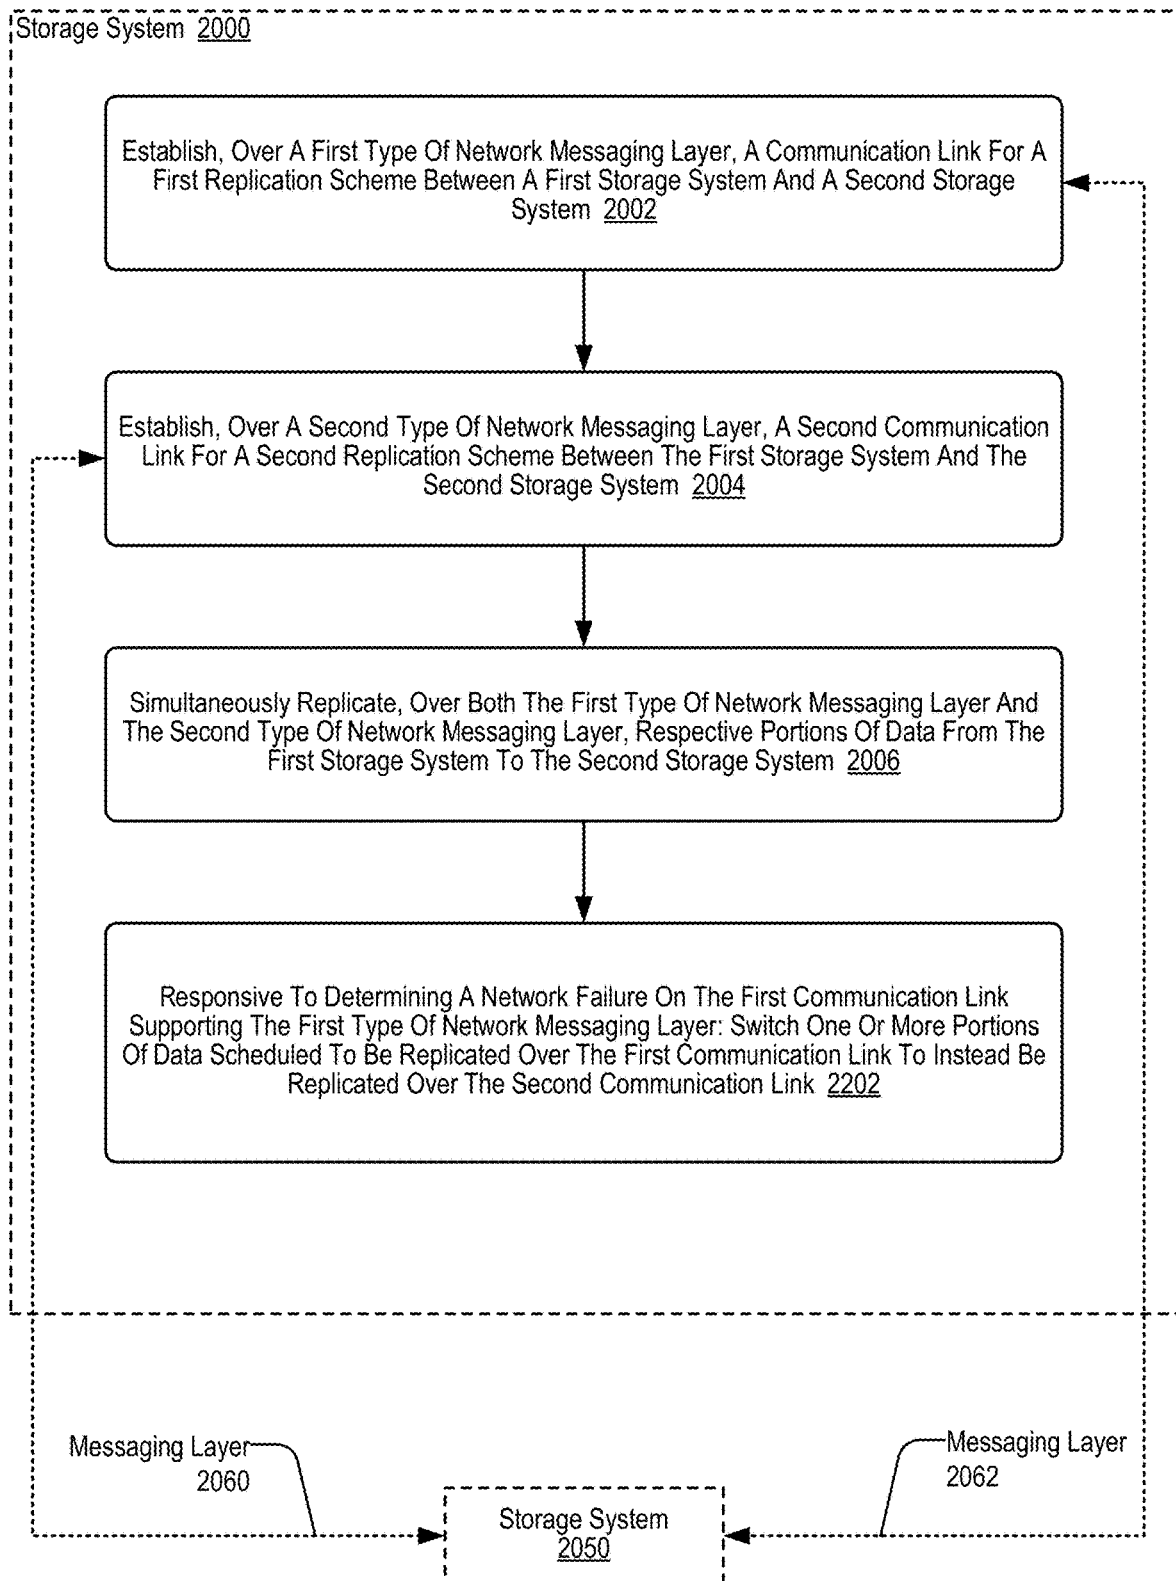 Storage System 2000
Establish, Over A First Type Of Network Messaging Layer, A Communication Link For A
First Replication Scheme Between A First Storage System And A Second Storage
System 2002
Establish, Over A Second Type Of Network Messaging Layer, A Second Communication
Link For A Second Replication Scheme Between The First Storage System And The
Second Storage System 2004
Simultaneously Replicate, Over Both The First Type Of Network Messaging Layer And
The Second Type Of Network Messaging Layer, Respective Portions Of Data From The
First Storage System To The Second Storage System 2006
Responsive To Determining A Network Failure On The First Communication Link
Supporting The First Type Of Network Messaging Layer: Switch One Or More Portions
Of Data Scheduled To Be Replicated Over The First Communication Link To Instead Be
Replicated Over The Second Communication Link 2202
Messaging Layer
2060
Messaging Layer
2062
Storage System
2050